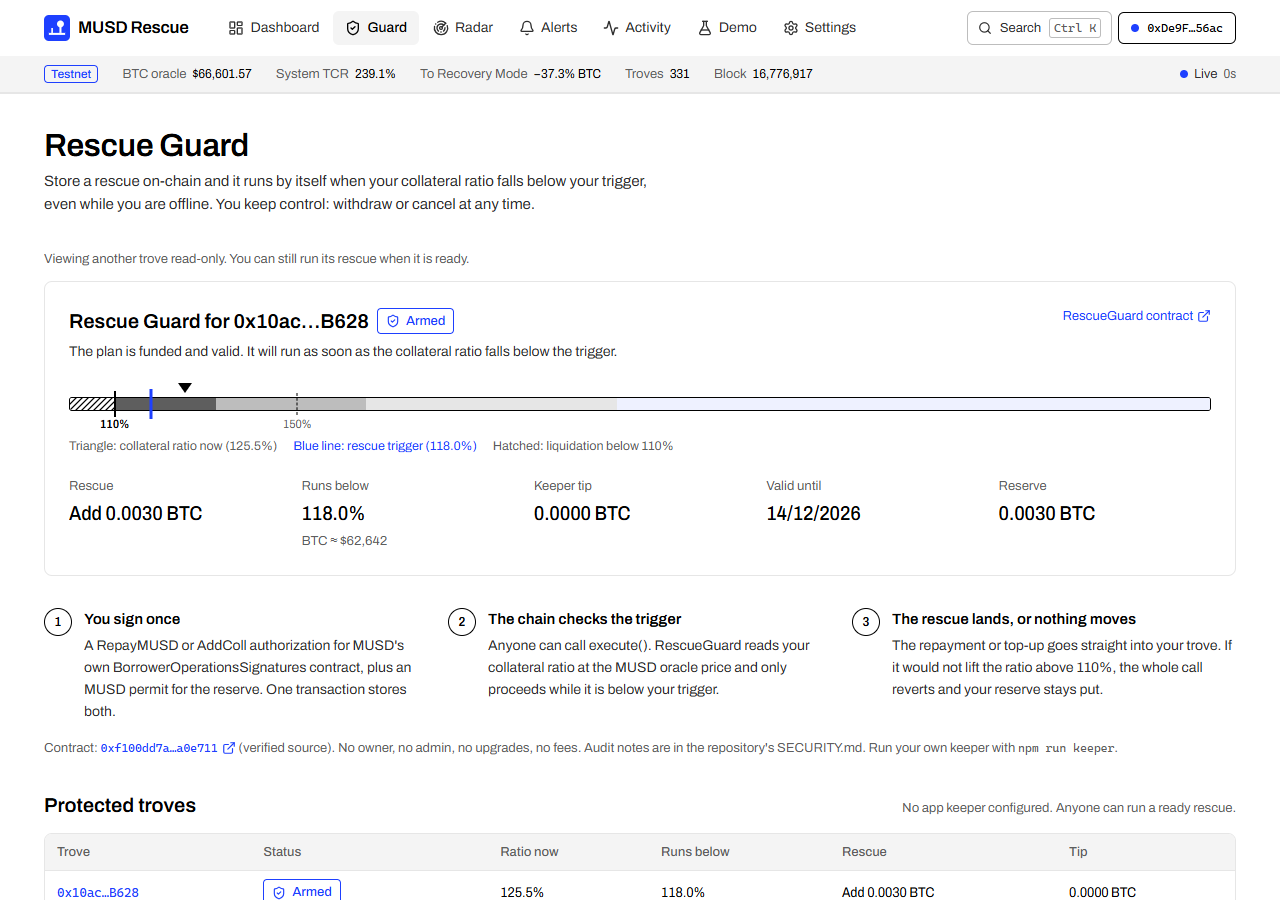 MUSD Rescue
Dashboard
Guard
Radar
Alerts
Activity
Demo
Settings
Search Ctrl K
0xDe9F…56ac
Testnet
BTC oracle $66,601.57
System TCR 239.1%
To Recovery Mode −37.3% BTC
Troves 331
Block 16,776,917
Live 0s
Rescue Guard
Store a rescue on-chain and it runs by itself when your collateral ratio falls below your trigger,
even while you are offline. You keep control: withdraw or cancel at any time.
Viewing another trove read-only. You can still run its rescue when it is ready.
Rescue Guard for 0x10ac…B628
Armed
RescueGuard contract
The plan is funded and valid. It will run as soon as the collateral ratio falls below the trigger.
110%
150%
Triangle: collateral ratio now (125.5%)
Blue line: rescue trigger (118.0%)
Hatched: liquidation below 110%
Rescue
Add 0.0030 BTC
Runs below
118.0%
BTC ≈ $62,642
Keeper tip
0.0000 BTC
Valid until
14/12/2026
Reserve
0.0030 BTC
1
You sign once
A RepayMUSD or AddColl authorization for MUSD's
own BorrowerOperationsSignatures contract, plus an
MUSD permit for the reserve. One transaction stores
both.
2
The chain checks the trigger
Anyone can call execute(). RescueGuard reads your
collateral ratio at the MUSD oracle price and only
proceeds while it is below your trigger.
3
The rescue lands, or nothing moves
The repayment or top-up goes straight into your trove. If
it would not lift the ratio above 110%, the whole call
reverts and your reserve stays put.
Contract: 0xf100dd7a…a0e711 (verified source). No owner, no admin, no upgrades, no fees. Audit notes are in the repository's SECURITY.md. Run your own keeper with npm run keeper.
Protected troves
No app keeper configured. Anyone can run a ready rescue.
Trove Status Ratio now Runs below Rescue Tip
0x10ac…B628 Armed 125.5% 118.0% Add 0.0030 BTC 0.0000 BTC